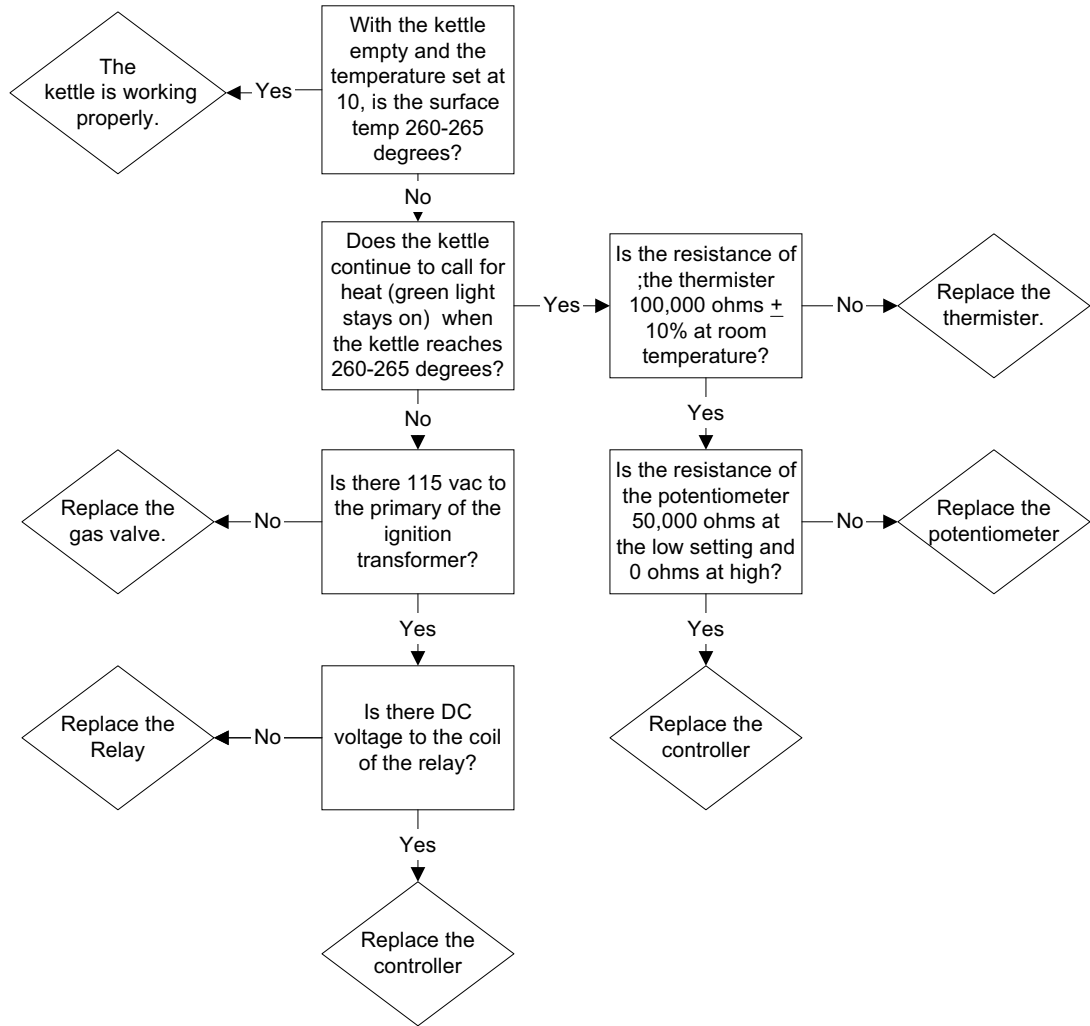 With the kettle
empty and the
temperature set at
10, is the surface
temp 260-265
degrees?
Yes
The
kettle is working
properly.
No
Does the kettle
continue to call for
heat (green light
stays on) when
the kettle reaches
260-265 degrees?
Yes
Is the resistance of
;the thermister
100,000 ohms +
10% at room
temperature?
No
Replace the
thermister.
No
Yes
Is there 115 vac to
the primary of the
ignition
transformer?
No
Replace the
gas valve.
Is the resistance of
the potentiometer
50,000 ohms at
the low setting and
0 ohms at high?
No
Replace the
potentiometer
Yes
Yes
Is there DC
voltage to the coil
of the relay?
No
Replace the
Relay
Replace the
controller
Yes
Replace the
controller